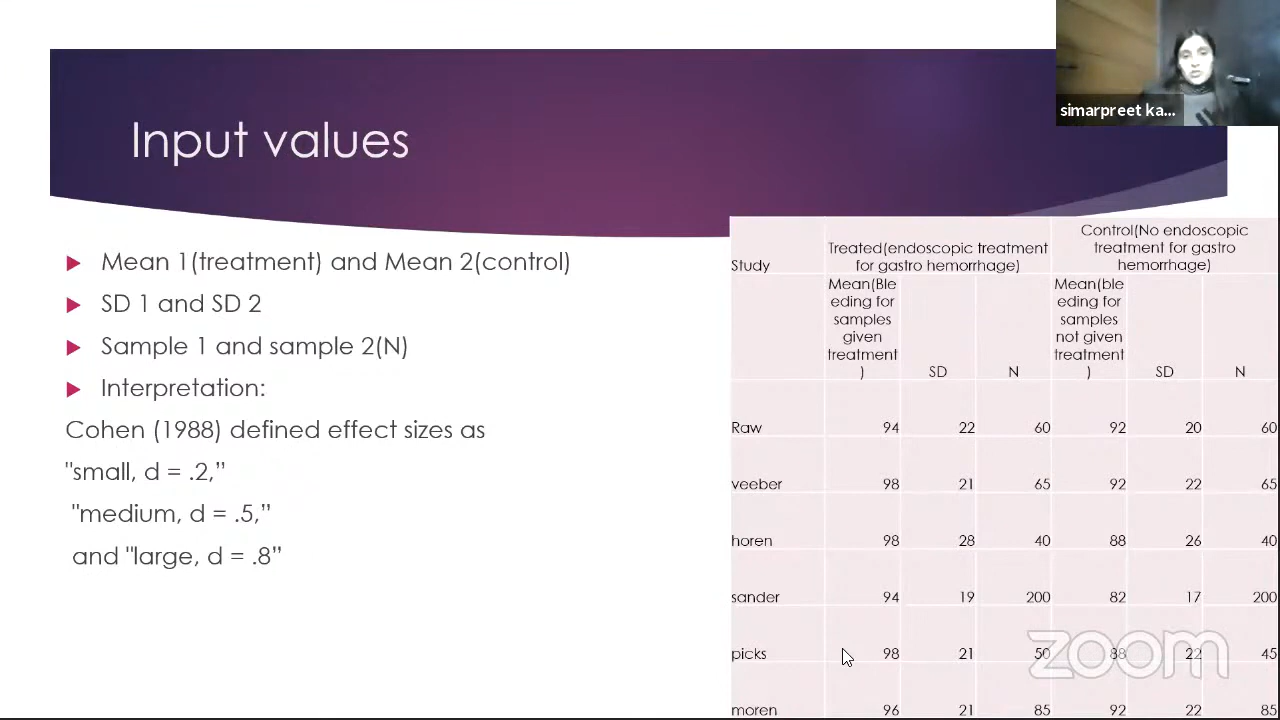 simarpreet ka...
Input values
Mean 1(treatment) and Mean 2(control)
SD 1 and SD 2
Sample 1 and sample 2(N)
Interpretation:
Cohen (1988) defined effect sizes as
"small, d = .2,”
"medium, d = .5,”
and "large, d = .8”
Study
Treated(endoscopic treatment
for gastro hemorrhage)
Control(No endoscopic
treatment for gastro
hemorrhage)
Mean(Ble
eding for
samples
given
treatment
)
SD
N
Mean(ble
eding for
samples
not given
treatment
)
SD
N
Raw 94 22 60 92 20 60
veeber 98 21 65 92 22 65
horen 98 28 40 88 26 40
sander 94 19 200 82 17 200
picks 98 21 50 88 22 45
moren 96 21 85 92 22 85
zoom